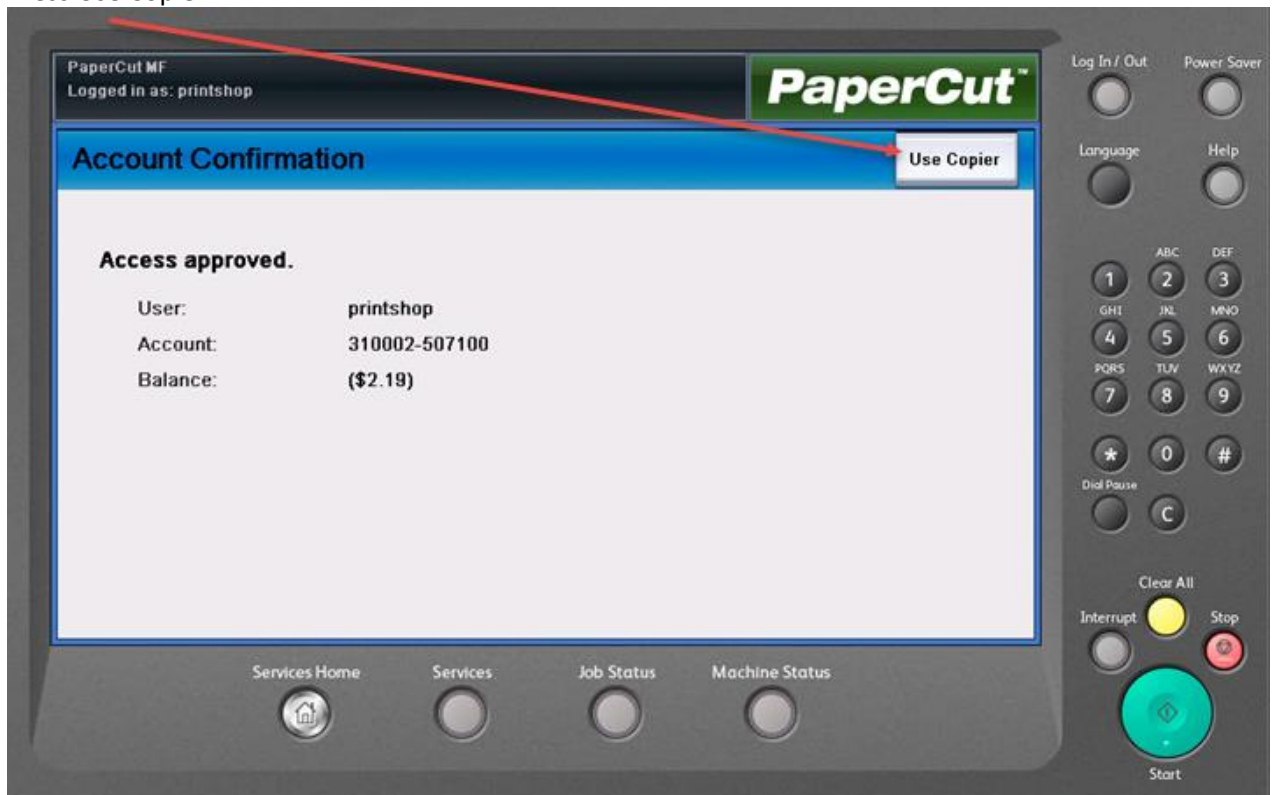 PaperCut MF
Logged in as: printshop
PaperCut™
Account Confirmation
Use Copier
Access approved.
User: printshop
Account: 310002-507100
Balance: ($2.19)
Services Home
Services
Job Status
Machine Status
Log In / Out
Power Saver
Language
Help
ABC DEF
1 2 3
GHI JKL MNO
4 5 6
PQRS TUV WXYZ
7 8 9
* 0 #
Dial Pause
C
Clear All
Interrupt
Stop
Start